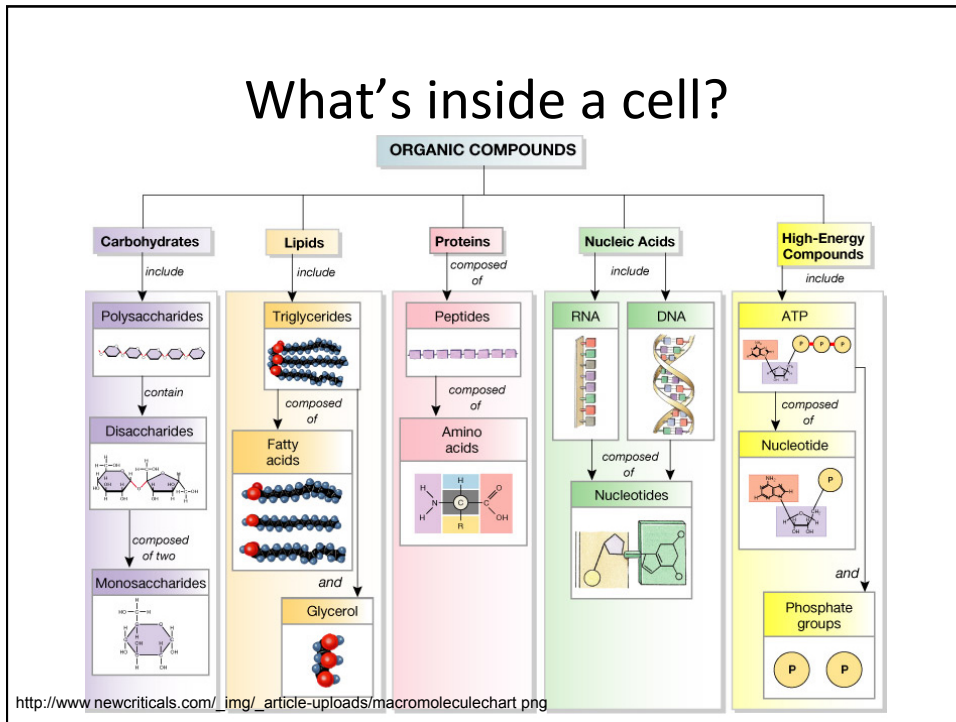 What's inside a cell?
ORGANIC COMPOUNDS
Carbohydrates
include
Polysaccharides
contain
Disaccharides
composed
of two
Monosaccharides
Lipids
include
Triglycerides
composed
of
Fatty
acids
and
Glycerol
Proteins
composed
of
Peptides
composed
of
Amino
acids
H
H
N
H
C
R
C
O
OH
Nucleic Acids
include
RNA
DNA
composed
of
Nucleotides
High-Energy
Compounds
include
ATP
P
P
P
composed
of
Nucleotide
NH₂
P
and
Phosphate
groups
P
P
http://www newcriticals.com/_img/_article-uploads/macromoleculechart png